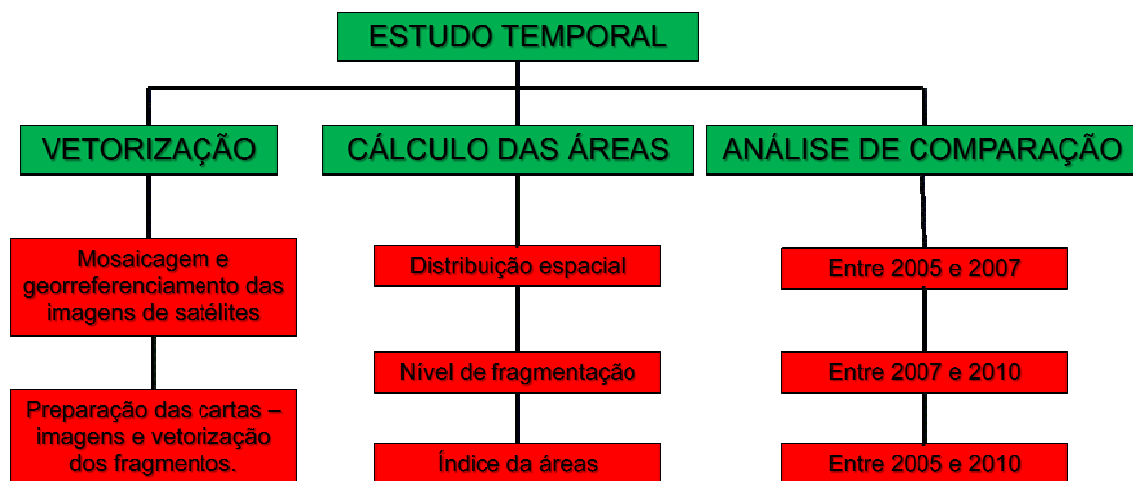 ESTUDO TEMPORAL
VETORIZAÇÃO
CÁLCULO DAS ÁREAS
ANÁLISE DE COMPARAÇÃO
Mosaicagem e
georreferenciamento das
imagens de satélites
Distribuição espacial
Entre 2005 e 2007
Nível de fragmentação
Entre 2007 e 2010
Preparação das cartas –
imagens e vetorização
dos fragmentos.
Índice da áreas
Entre 2005 e 2010